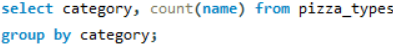 select category, count(name) from pizza_types
group by category;